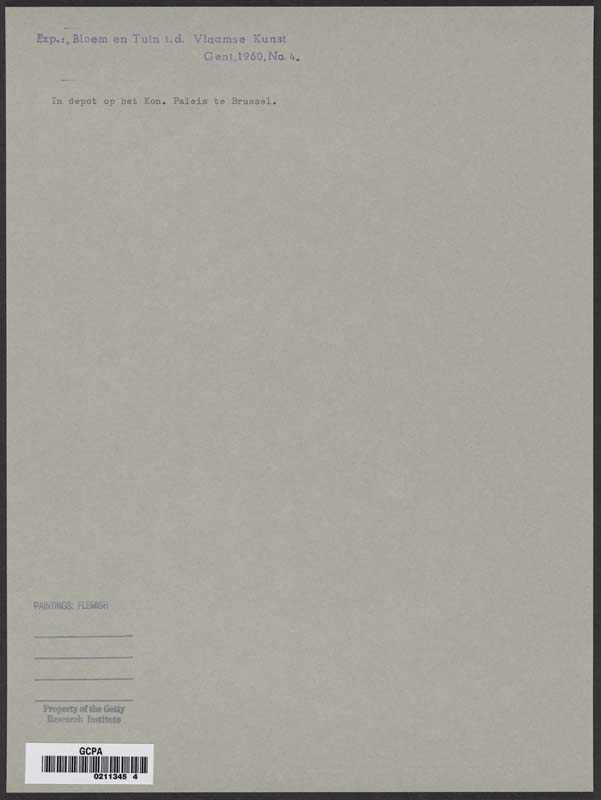 Exp.: „Bloem en Tuin i.d. Vlaamse Kunst
Gent, 1960, No. 4.
In depot op het Kon. Paleis te Brussel.
PAINTINGS: FLEMISH
Property of the Getty
Research Institute
GCPA
0211345 4